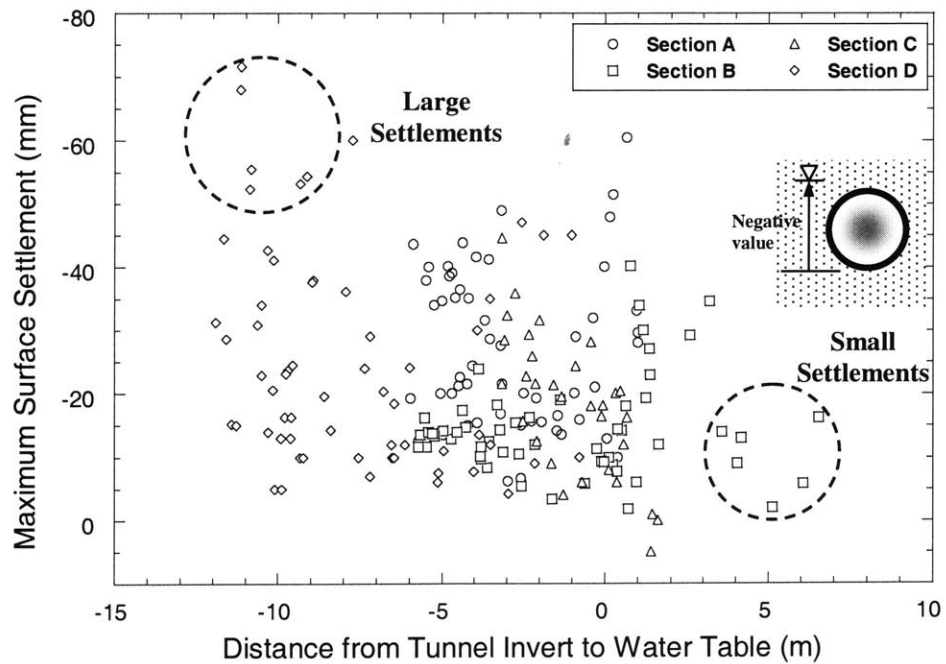 -80
-60
-40
-20
0
-15
-10
-5
0
5
10
Maximum Surface Settlement (mm)
Distance from Tunnel Invert to Water Table (m)
Section A
Section C
Section B
Section D
Large
Settlements
Negative
value
Small
Settlements